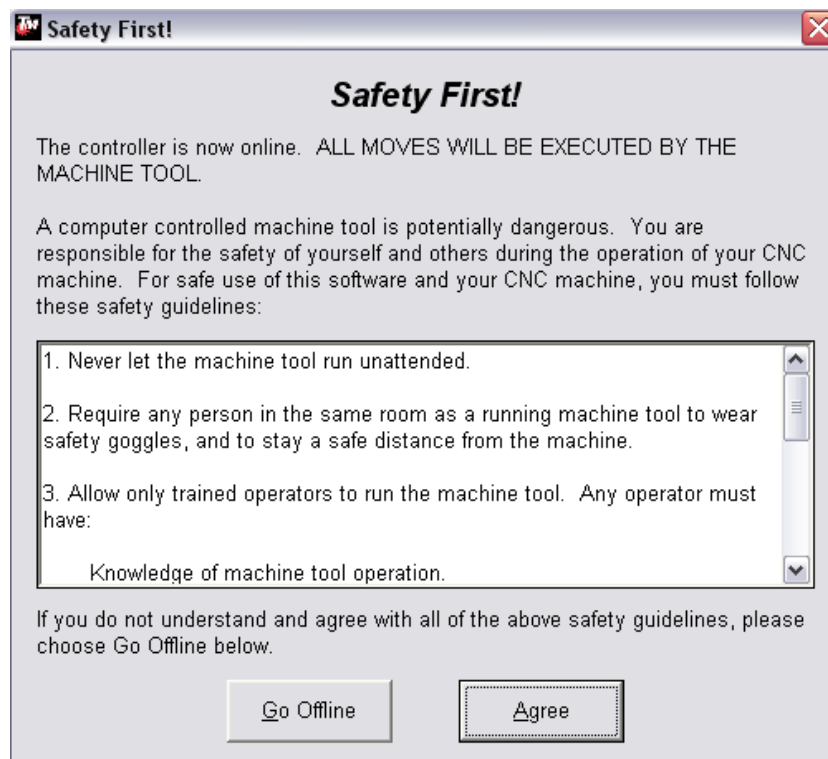 Safety First!
Safety First!
The controller is now online.  ALL MOVES WILL BE EXECUTED BY THE
MACHINE TOOL.
A computer controlled machine tool is potentially dangerous.  You are
responsible for the safety of yourself and others during the operation of your CNC
machine.  For safe use of this software and your CNC machine, you must follow
these safety guidelines:
1. Never let the machine tool run unattended.
2. Require any person in the same room as a running machine tool to wear
safety goggles, and to stay a safe distance from the machine.
3. Allow only trained operators to run the machine tool.  Any operator must
have:
Knowledge of machine tool operation.
If you do not understand and agree with all of the above safety guidelines, please
choose Go Offline below.
Go Offline
Agree